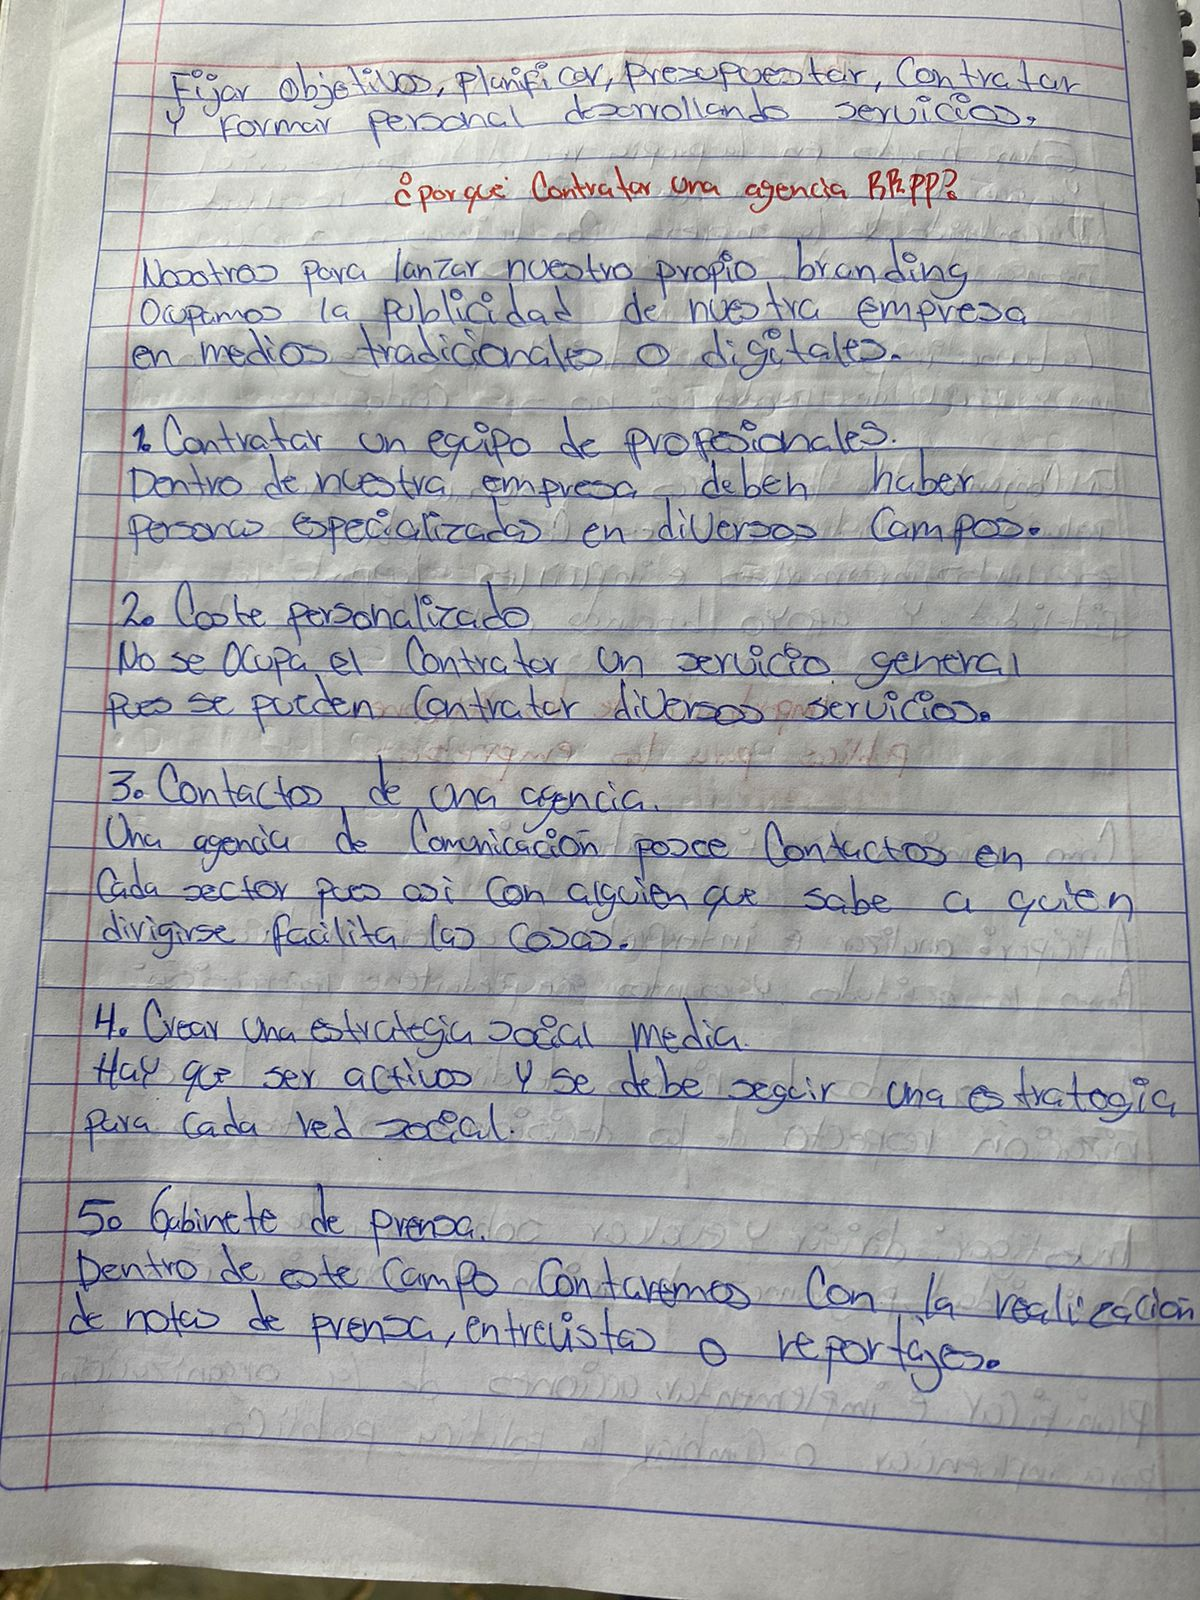 Fijar objetivos, planificar, presupuestar, Contratar
y Formar personal desarrollando servicios.
¿porque Contratar una agencia RRPP?
Nosotros para lanzar nuestro propio branding
Ocupamos la publicidad de nuestra empresa
en medios tradicionales o digitales.
1. Contratar un equipo de profesionales.
Dentro de nuestra empresa deben haber
personas especializadas en diversos Campos.
2. Coste personalizado
No se Ocupa el Contratar un servicio general
pues se pueden Contratar diversos servicios.
3. Contactos de una agencia.
Una agencia de Comunicación posee Contactos en
Cada sector pues asi Con alguien que sabe a quien
dirigirse facilita las Cosas.
4. Crear una estrategia social media.
Hay que ser activos y se debe seguir una estrategia
para Cada red social.
5. Gabinete de prensa.
Dentro de este Campo Contaremos Con la realización
de notas de prensa, entrevistas o reportajes.